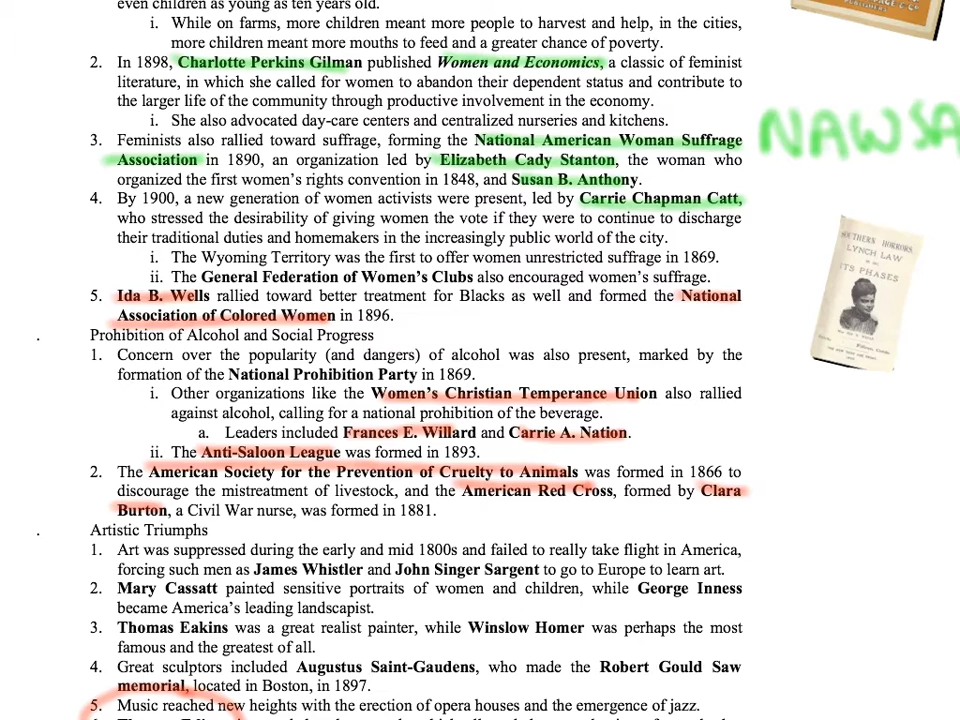 even children as young as ten years old.
i. While on farms, more children meant more people to harvest and help, in the cities,
more children meant more mouths to feed and a greater chance of poverty.
2. In 1898, Charlotte Perkins Gilman published Women and Economics, a classic of feminist
literature, in which she called for women to abandon their dependent status and contribute to
the larger life of the community through productive involvement in the economy.
i. She also advocated day-care centers and centralized nurseries and kitchens.
3. Feminists also rallied toward suffrage, forming the National American Woman Suffrage
Association in 1890, an organization led by Elizabeth Cady Stanton, the woman who
organized the first women's rights convention in 1848, and Susan B. Anthony.
NAWSA
4. By 1900, a new generation of women activists were present, led by Carrie Chapman Catt,
who stressed the desirability of giving women the vote if they were to continue to discharge
their traditional duties and homemakers in the increasingly public world of the city.
i. The Wyoming Territory was the first to offer women unrestricted suffrage in 1869.
ii. The General Federation of Women's Clubs also encouraged women's suffrage.
5. Ida B. Wells rallied toward better treatment for Blacks as well and formed the National
Association of Colored Women in 1896.
SOUTHERN HORRORS
LYNCH LAW
ITS PHASES
. Prohibition of Alcohol and Social Progress
1. Concern over the popularity (and dangers) of alcohol was also present, marked by the
formation of the National Prohibition Party in 1869.
i. Other organizations like the Women's Christian Temperance Union also rallied
against alcohol, calling for a national prohibition of the beverage.
a. Leaders included Frances E. Willard and Carrie A. Nation.
ii. The Anti-Saloon League was formed in 1893.
2. The American Society for the Prevention of Cruelty to Animals was formed in 1866 to
discourage the mistreatment of livestock, and the American Red Cross, formed by Clara
Burton, a Civil War nurse, was formed in 1881.
. Artistic Triumphs
1. Art was suppressed during the early and mid 1800s and failed to really take flight in America,
forcing such men as James Whistler and John Singer Sargent to go to Europe to learn art.
2. Mary Cassatt painted sensitive portraits of women and children, while George Inness
became America's leading landscapist.
3. Thomas Eakins was a great realist painter, while Winslow Homer was perhaps the most
famous and the greatest of all.
4. Great sculptors included Augustus Saint-Gaudens, who made the Robert Gould Saw
memorial, located in Boston, in 1897.
5. Music reached new heights with the erection of opera houses and the emergence of jazz.